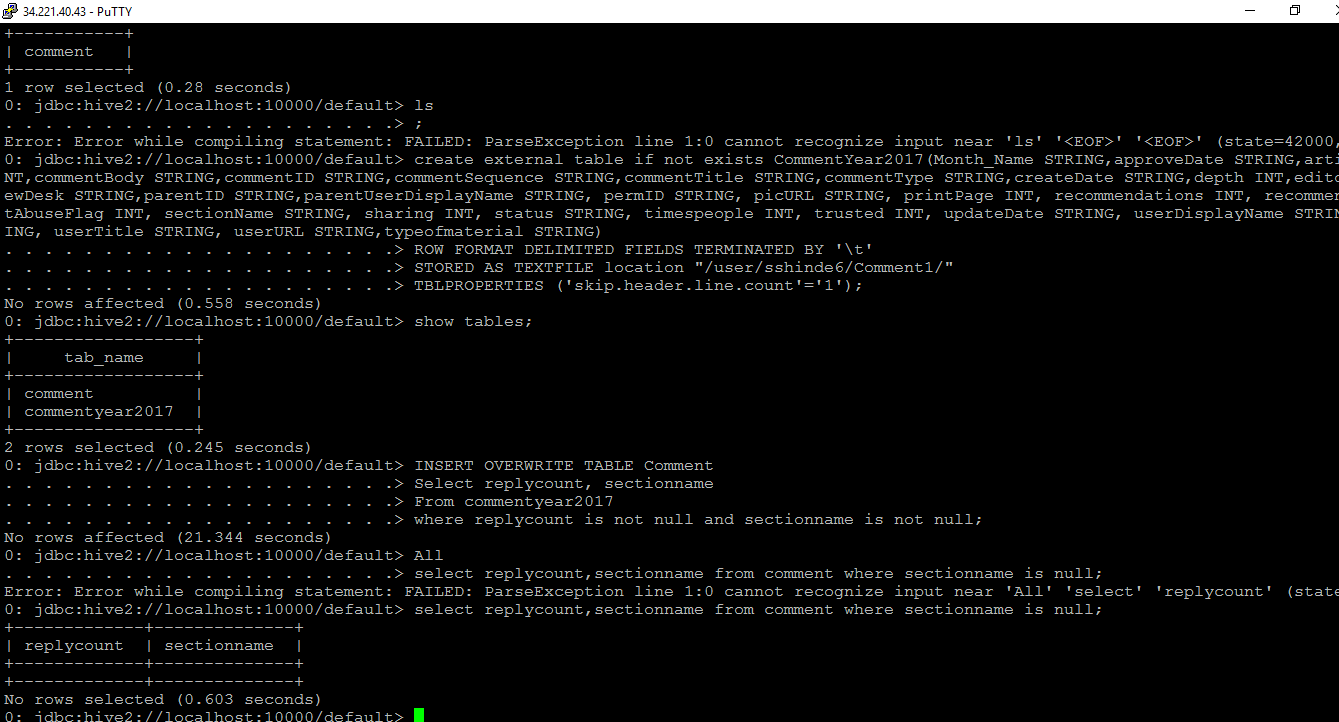 34.221.40.43 - PuTTY
+-----------+
| comment   |
+-----------+
1 row selected (0.28 seconds)
0: jdbc:hive2://localhost:10000/default> ls
. . . . . . . . . . . . . . . . . . . .> ;
Error: Error while compiling statement: FAILED: ParseException line 1:0 cannot recognize input near 'ls' '<EOF>' '<EOF>' (state=42000,
0: jdbc:hive2://localhost:10000/default> create external table if not exists CommentYear2017(Month_Name STRING,approveDate STRING,arti
NT,commentBody STRING,commentID STRING,commentSequence STRING,commentTitle STRING,commentType STRING,createDate STRING,depth INT,edito
ewDesk STRING,parentID STRING,parentUserDisplayName STRING, permID STRING, picURL STRING, printPage INT, recommendations INT, recommen
tAbuseFlag INT, sectionName STRING, sharing INT, status STRING, timespeople INT, trusted INT, updateDate STRING, userDisplayName STRIN
ING, userTitle STRING, userURL STRING,typeofmaterial STRING)
. . . . . . . . . . . . . . . . . . . .> ROW FORMAT DELIMITED FIELDS TERMINATED BY '\t'
. . . . . . . . . . . . . . . . . . . .> STORED AS TEXTFILE location "/user/sshinde6/Comment1/"
. . . . . . . . . . . . . . . . . . . .> TBLPROPERTIES ('skip.header.line.count'='1');
No rows affected (0.558 seconds)
0: jdbc:hive2://localhost:10000/default> show tables;
+------------------+
|     tab_name     |
+------------------+
| comment          |
| commentyear2017  |
+------------------+
2 rows selected (0.245 seconds)
0: jdbc:hive2://localhost:10000/default> INSERT OVERWRITE TABLE Comment
. . . . . . . . . . . . . . . . . . . .> Select replycount, sectionname
. . . . . . . . . . . . . . . . . . . .> From commentyear2017
. . . . . . . . . . . . . . . . . . . .> where replycount is not null and sectionname is not null;
No rows affected (21.344 seconds)
0: jdbc:hive2://localhost:10000/default> All
. . . . . . . . . . . . . . . . . . . .> select replycount,sectionname from comment where sectionname is null;
Error: Error while compiling statement: FAILED: ParseException line 1:0 cannot recognize input near 'All' 'select' 'replycount' (state
0: jdbc:hive2://localhost:10000/default> select replycount,sectionname from comment where sectionname is null;
+-------------+--------------+
| replycount  | sectionname  |
+-------------+--------------+
+-------------+--------------+
No rows selected (0.603 seconds)
0: jdbc:hive2://localhost:10000/default>